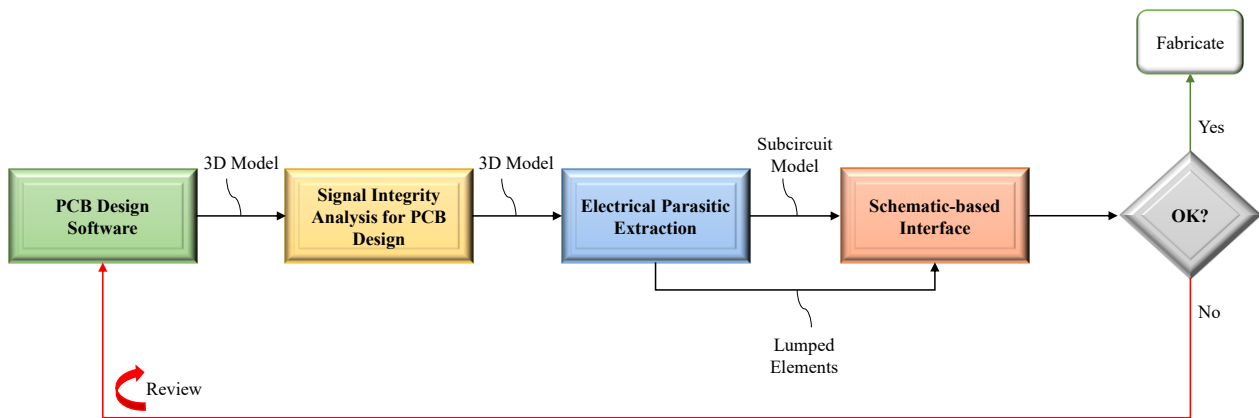 Fabricate
Yes
3D Model
3D Model
Subcircuit
Model
PCB Design
Software
Signal Integrity
Analysis for PCB
Design
Electrical Parasitic
Extraction
Schematic-based
Interface
OK?
No
Lumped
Elements
Review